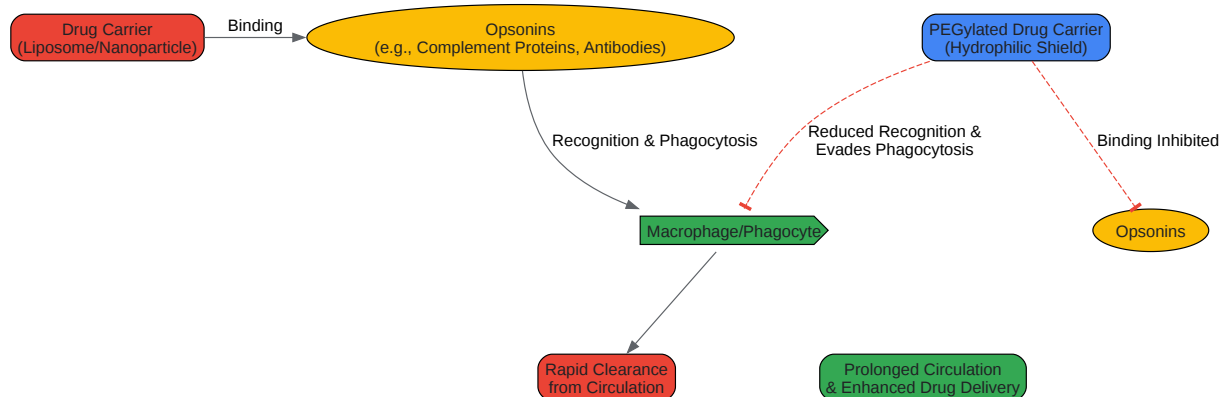 Drug Carrier
(Liposome/Nanoparticle)
Binding
Opsonins
(e.g., Complement Proteins, Antibodies)
PEGylated Drug Carrier
(Hydrophilic Shield)
Recognition & Phagocytosis
Reduced Recognition &
Evades Phagocytosis
Binding Inhibited
Macrophage/Phagocyte
Opsonins
Rapid Clearance
from Circulation
Prolonged Circulation
& Enhanced Drug Delivery